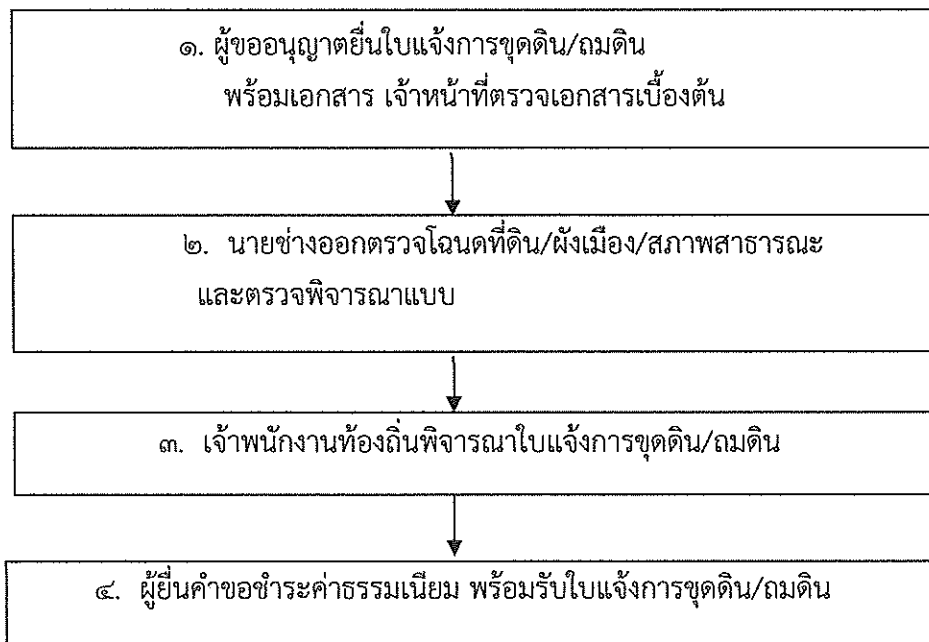 ๑. ผู้ขออนุญาตยื่นใบแจ้งการขุดดิน/ถมดิน
พร้อมเอกสาร เจ้าหน้าที่ตรวจเอกสารเบื้องต้น
๒. นายช่างออกตรวจโฉนดที่ดิน/ผังเมือง/สภาพสาธารณะ
และตรวจพิจารณาแบบ
๓. เจ้าพนักงานท้องถิ่นพิจารณาใบแจ้งการขุดดิน/ถมดิน
๔. ผู้ยื่นคำขอชำระค่าธรรมเนียม พร้อมรับใบแจ้งการขุดดิน/ถมดิน